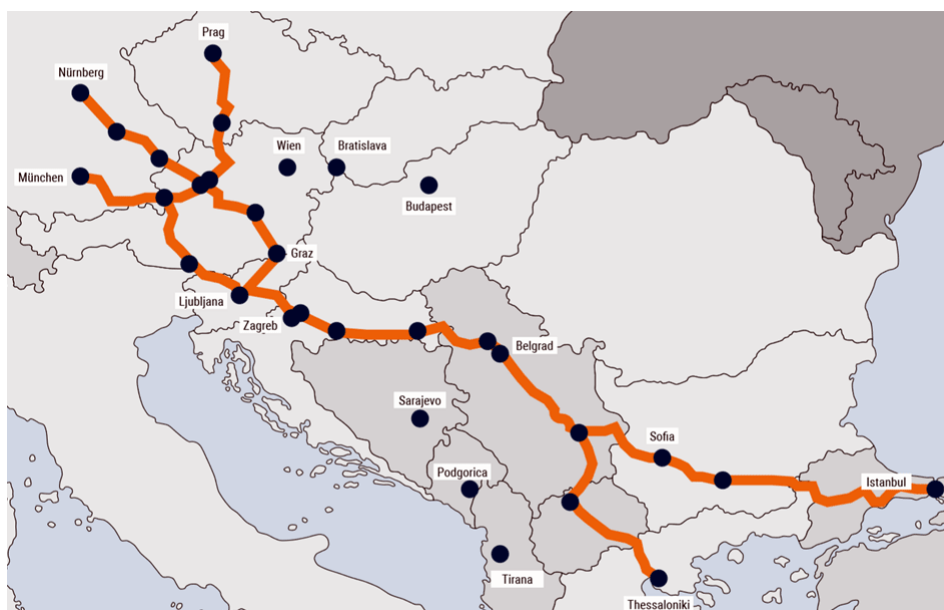 Prag
Nürnberg
Wien
Bratislava
München
Budapest
Graz
Ljubljana
Zagreb
Belgrad
Sarajevo
Sofia
Podgorica
Istanbul
Tirana
Thessaloniki